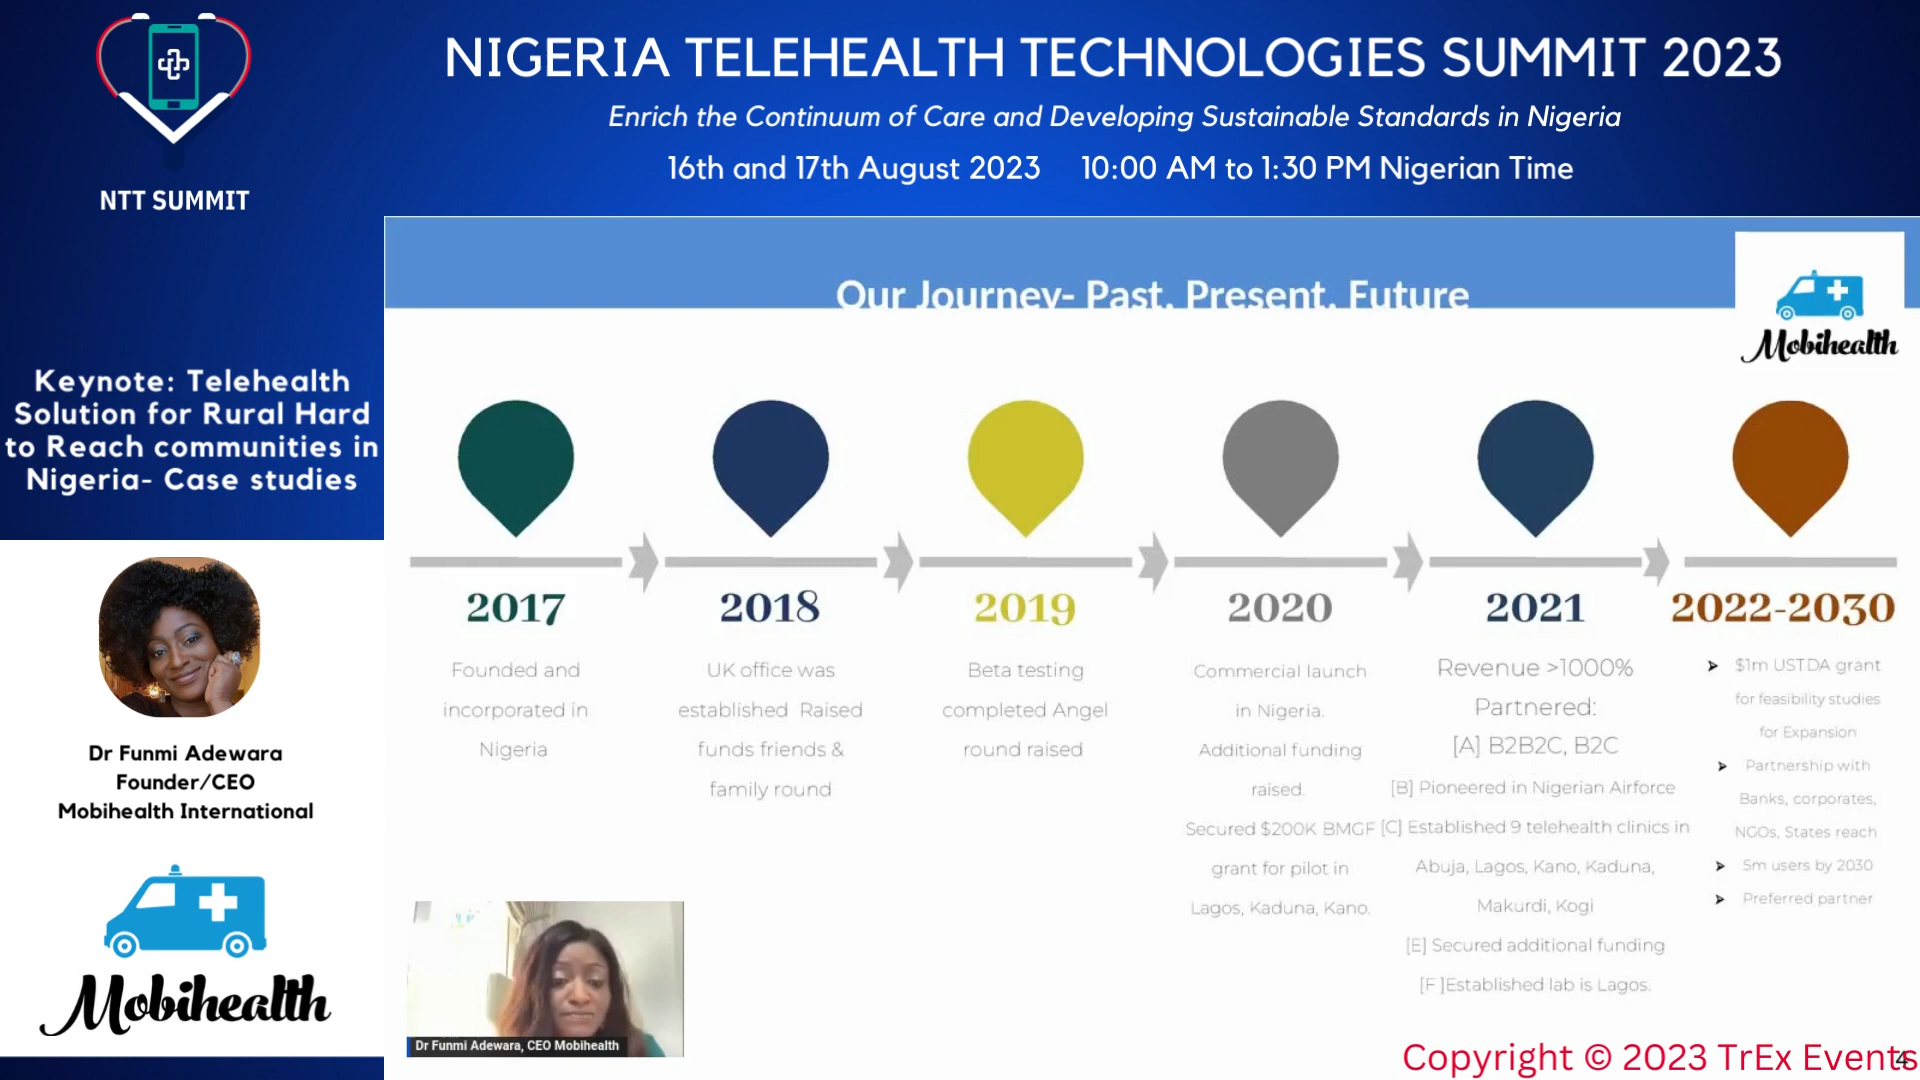 NIGERIA TELEHEALTH TECHNOLOGIES SUMMIT 2023
Enrich the Continuum of Care and Developing Sustainable Standards in Nigeria
16th and 17th August 2023 10:00 AM to 1:30 PM Nigerian Time
NTT SUMMIT
Keynote: Telehealth
Solution for Rural Hard
to Reach communities in
Nigeria- Case studies
Dr Funmi Adewara
Founder/CEO
Mobihealth International
Mobihealth
Our Journey- Past, Present, Future
Mobihealth
2017
Founded and
incorporated in
Nigeria
2018
UK office was
established Raised
funds friends &
family round
2019
Beta testing
completed Angel
round raised
2020
Commercial launch
in Nigeria.
Additional funding
raised.
Secured $200K BMGF
grant for pilot in
Lagos, Kaduna, Kano.
2021
Revenue >1000%
Partnered:
[A] B2B2C, B2C
[B] Pioneered in Nigerian Airforce
[C] Established 9 telehealth clinics in
Abuja, Lagos, Kano, Kaduna,
Makurdi, Kogi
[E] Secured additional funding
[F ]Established lab is Lagos.
2022-2030
➤ $1m USTDA grant
for feasibility studies
for Expansion
➤ Partnership with
Banks, corporates,
NGOs, States reach
➤ 5m users by 2030
➤ Preferred partner
Dr Funmi Adewara, CEO Mobihealth
Copyright © 2023 TrEx Events
4